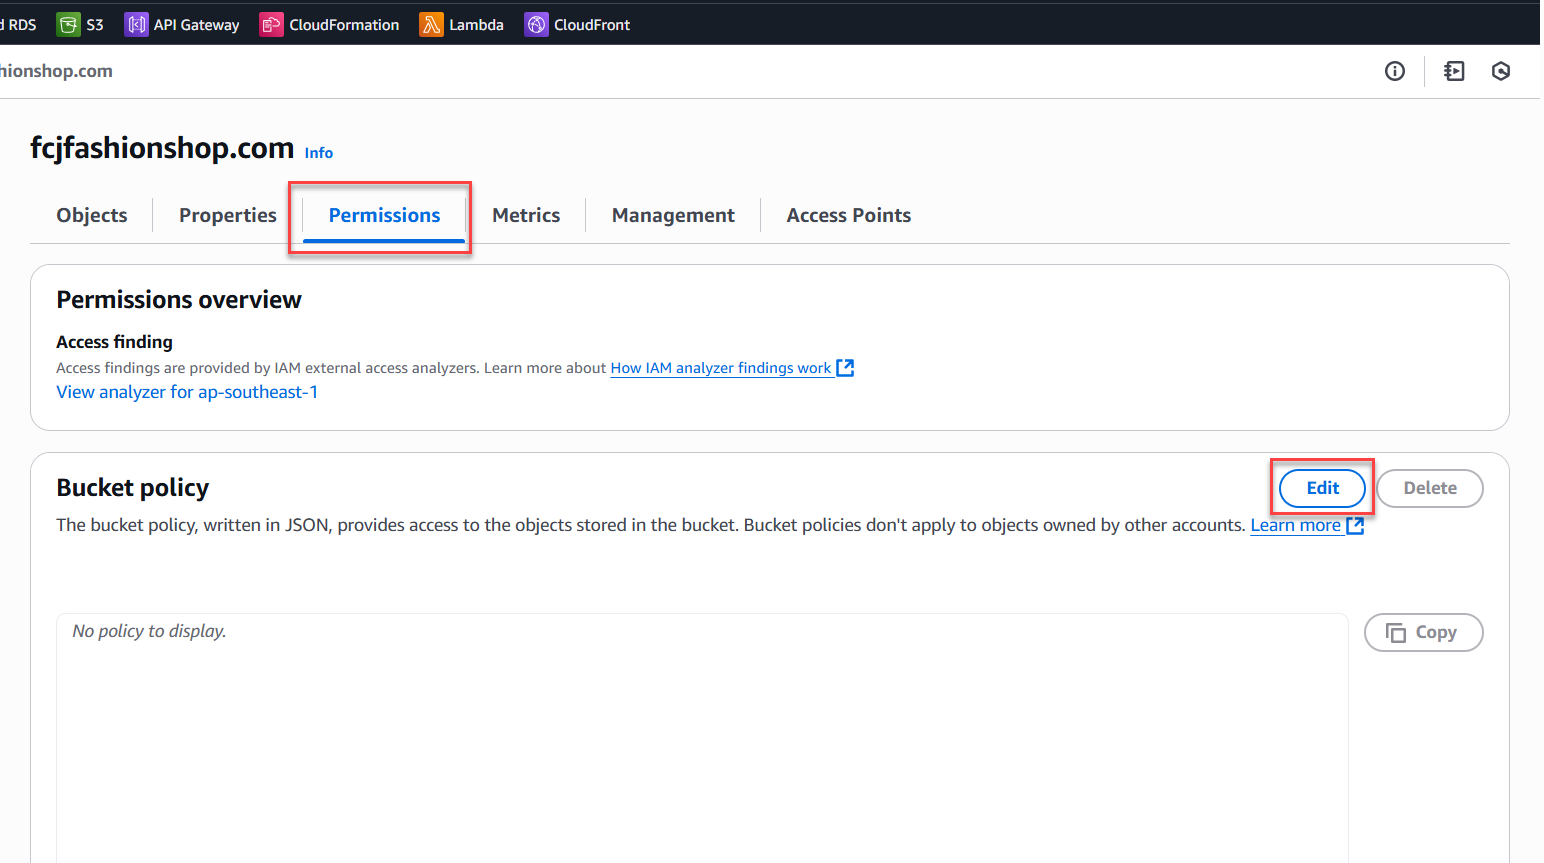 d RDS S3 API Gateway CloudFormation Lambda CloudFront
hionshop.com
fcjfashionshop.com Info
Objects Properties Permissions Metrics Management Access Points
Permissions overview
Access finding
Access findings are provided by IAM external access analyzers. Learn more about How IAM analyzer findings work
View analyzer for ap-southeast-1
Bucket policy Edit Delete
The bucket policy, written in JSON, provides access to the objects stored in the bucket. Bucket policies don't apply to objects owned by other accounts. Learn more
No policy to display. Copy